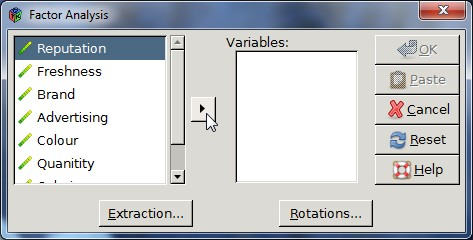 Factor Analysis
Reputation
Freshness
Brand
Advertising
Colour
Quanitity
Variables:
OK
Paste
Cancel
Reset
Help
Extraction...
Rotations...